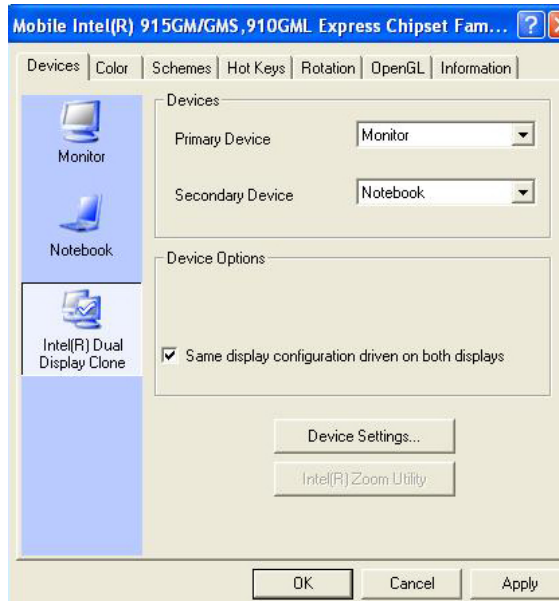 Mobile Intel(R) 915GM/GMS,910GML Express Chipset Fam...
Devices Color Schemes Hot Keys Rotation OpenGL Information
Monitor
Notebook
Intel(R) Dual
Display Clone
Devices
Primary Device Monitor
Secondary Device Notebook
Device Options
Same display configuration driven on both displays
Device Settings...
Intel(R) Zoom Utility
OK Cancel Apply